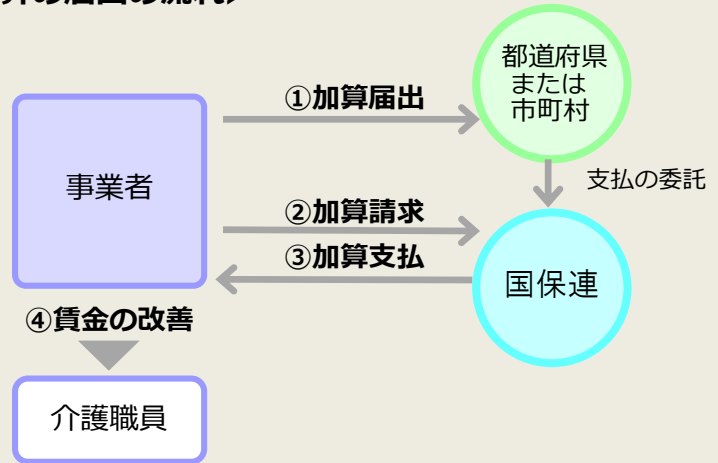 都道府県
または
市町村
①加算届出
事業者
支払の委託
②加算請求
③加算支払
国保連
④賃金の改善
介護職員